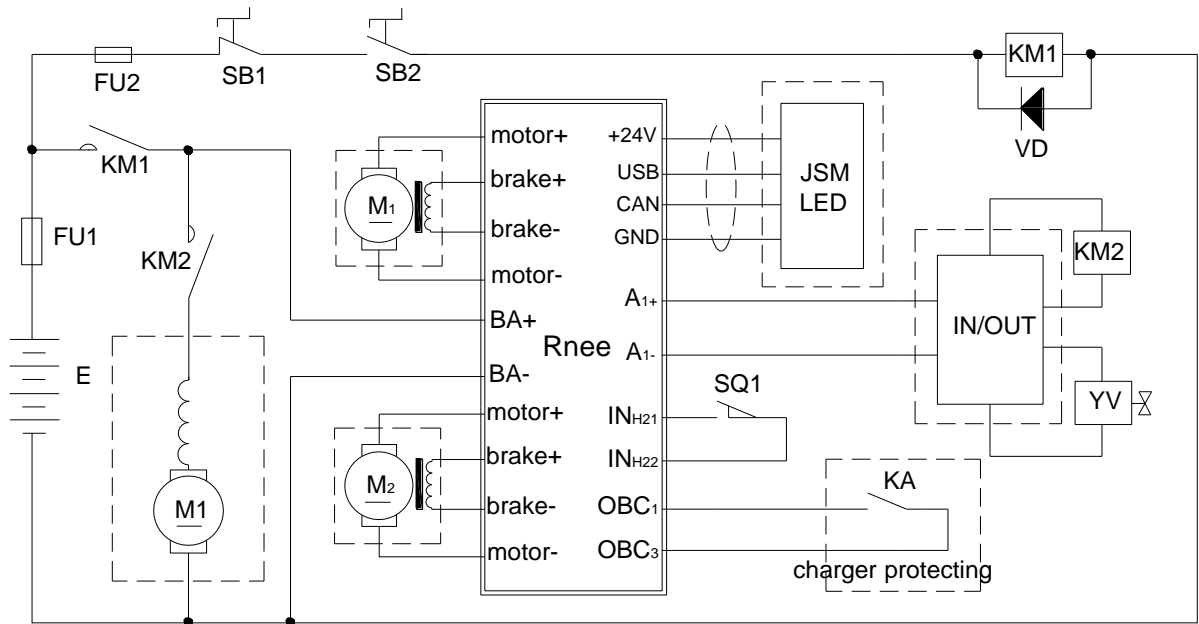 FU2
SB1
SB2
KM1
VD
KM1
FU1
KM2
E
M1
motor+
brake+
brake-
motor-
BA+
BA-
motor+
brake+
brake-
motor-
M1
M2
Rnee
+24V
USB
CAN
GND
A1+
A1-
INH21
INH22
OBC1
OBC3
JSM
LED
IN/OUT
KM2
YV
SQ1
KA
charger protecting